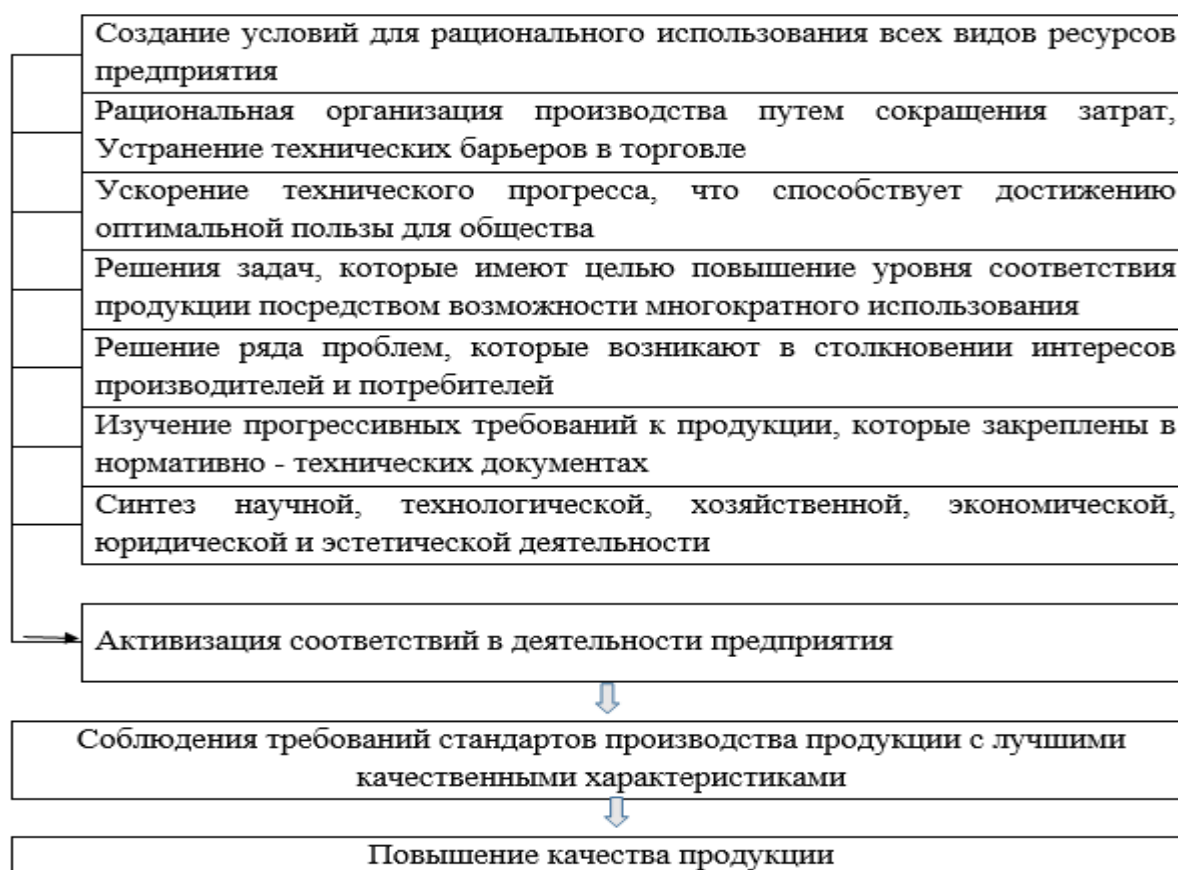 Создание условий для рационального использования всех видов ресурсов
предприятия
Рациональная организация производства путем сокращения затрат,
Устранение технических барьеров в торговле
Ускорение технического прогресса, что способствует достижению
оптимальной пользы для общества
Решения задач, которые имеют целью повышение уровня соответствия
продукции посредством возможности многократного использования
Решение ряда проблем, которые возникают в столкновении интересов
производителей и потребителей
Изучение прогрессивных требований к продукции, которые закреплены в
нормативно - технических документах
Синтез научной, технологической, хозяйственной, экономической,
юридической и эстетической деятельности
Активизация соответствий в деятельности предприятия
Соблюдения требований стандартов производства продукции с лучшими
качественными характеристиками
Повышение качества продукции